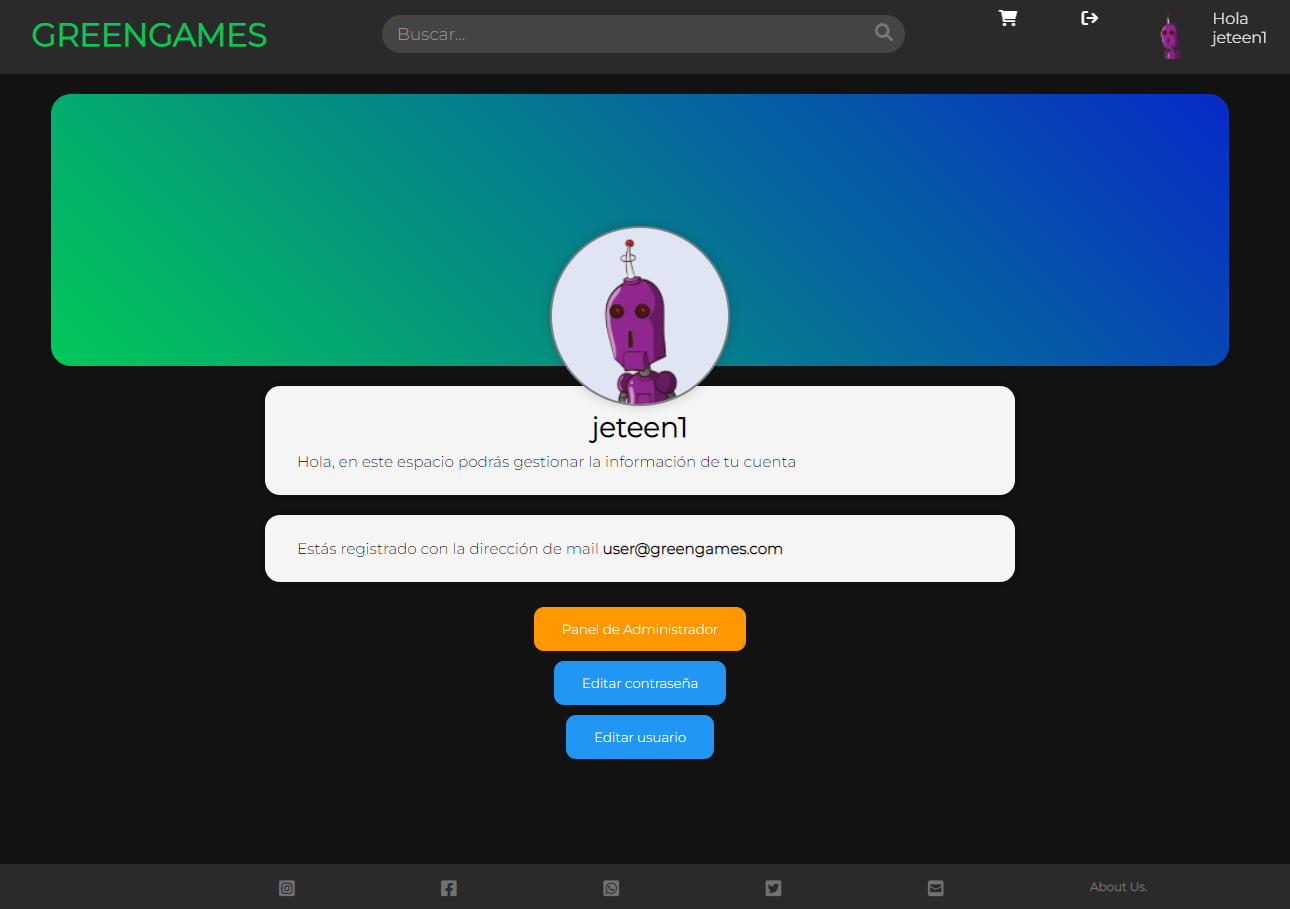 GREENGAMES
Buscar...
Hola
jeteen1
jeteen1
Hola, en este espacio podrás gestionar la información de tu cuenta
Estás registrado con la dirección de mail user@greengames.com
Panel de Administrador
Editar contraseña
Editar usuario
About Us.